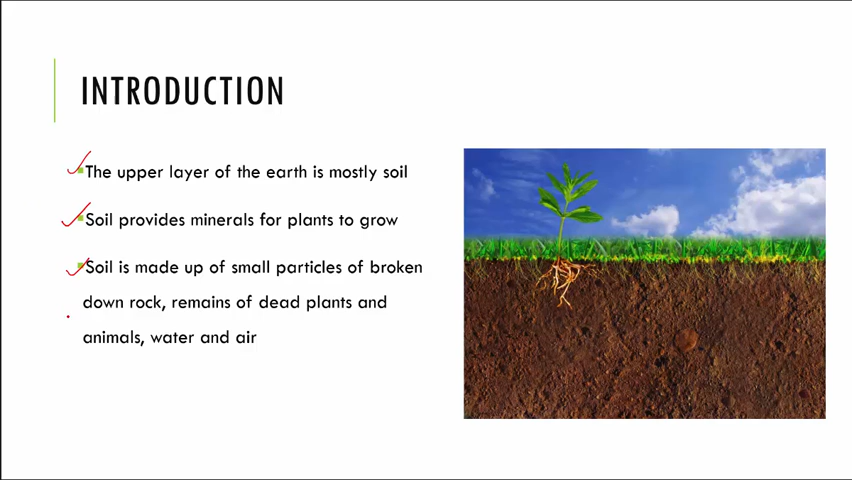 INTRODUCTION
The upper layer of the earth is mostly soil
Soil provides minerals for plants to grow
Soil is made up of small particles of broken
down rock, remains of dead plants and
animals, water and air